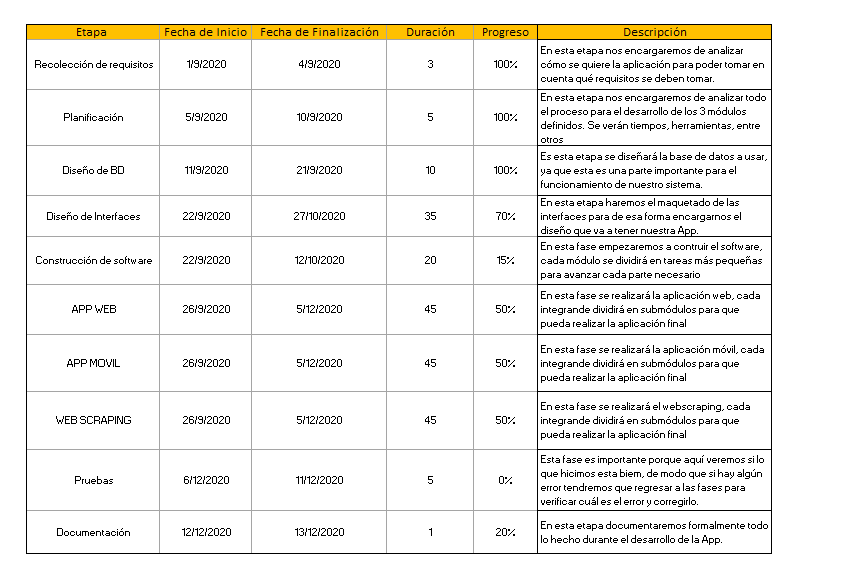 Etapa Fecha de Inicio Fecha de Finalización Duración Progreso Descripción
Recolección de requisitos 1/9/2020 4/9/2020 3 100% En esta etapa nos encargaremos de analizar
cómo se quiere la aplicación para poder tomar en
cuenta qué requisitos se deben tomar.
Planificación 5/9/2020 10/9/2020 5 100% En esta etapa nos encargaremos de analizar todo
el proceso para el desarrollo de los 3 módulos
definidos. Se verán tiempos, herramientas, entre
otros
Diseño de BD 11/9/2020 21/9/2020 10 100% Es esta etapa se diseñará la base de datos a usar,
ya que esta es una parte importante para el
funcionamiento de nuestro sistema.
Diseño de Interfaces 22/9/2020 27/10/2020 35 70% En esta etapa haremos el maquetado de las
interfaces para de esa forma encargarnos el
diseño que va a tener nuestra App.
Construcción de software 22/9/2020 12/10/2020 20 15% En esta fase empezaremos a contruir el software,
cada módulo se dividirá en tareas más pequeñas
para avanzar cada parte necesario
APP WEB 26/9/2020 5/12/2020 45 50% En esta fase se realizará la aplicación web, cada
integrande dividirá en submódulos para que
pueda realizar la aplicación final
APP MOVIL 26/9/2020 5/12/2020 45 50% En esta fase se realizará la aplicación móvil, cada
integrande dividirá en submódulos para que
pueda realizar la aplicación final
WEB SCRAPING 26/9/2020 5/12/2020 45 50% En esta fase se realizará el webscraping, cada
integrande dividirá en submódulos para que
pueda realizar la aplicación final
Pruebas 6/12/2020 11/12/2020 5 0% Esta fase es importante porque aquí veremos si lo
que hicimos esta biem, de modo que si hay algún
error tendremos que regresar a las fases para
verificar cuál es el error y corregirlo.
Documentación 12/12/2020 13/12/2020 1 20% En esta etapa documentaremos formalmente todo
lo hecho durante el desarrollo de la App.